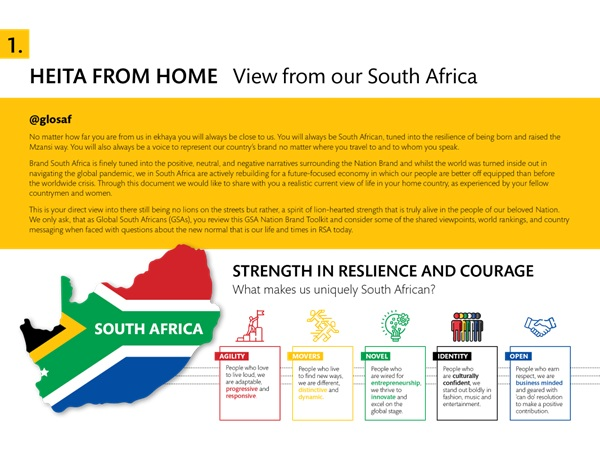 1.
HEITA FROM HOME View from our South Africa
@glosaf
No matter how far you are from us in ekhaya you will always be close to us. You will always be South African, tuned into the resilience of being born and raised the
Mzansi way. You will also always be a voice to represent our country's brand no matter where you travel to and to whom you speak.
Brand South Africa is finely tuned into the positive, neutral, and negative narratives surrounding the Nation Brand and whilst the world was turned inside out in
navigating the global pandemic, we in South Africa are actively rebuilding for a future-focused economy in which our people are better off equipped than before
the worldwide crisis. Through this document we would like to share with you a realistic current view of life in your home country, as experienced by your fellow
countrymen and women.
This is your direct view into there still being no lions on the streets but rather, a spirit of lion-hearted strength that is truly alive in the people of our beloved Nation.
We only ask, that as Global South Africans (GSAs), you review this GSA Nation Brand Toolkit and consider some of the shared viewpoints, world rankings, and country
messaging when faced with questions about the new normal that is our life and times in RSA today.
STRENGTH IN RESLIENCE AND COURAGE
What makes us uniquely South African?
SOUTH AFRICA
AGILITY
People who love
to live loud, we
are adaptable,
progressive and
responsive
MOVERS
People who live
to find new ways,
we are different;
distinctive and
dynamic.
NOVEL
People who
are wired for
entrepreneurship,
we thrive to
innovate and
excel on the
global stage
IDENTITY
People who
are culturally
confident, we
stand out boldly in
fashion, music and
entertainment.
OPEN
People who earn
respect, we are
business minded
and geared with
'can do' resolution
to make a positive
contribution.